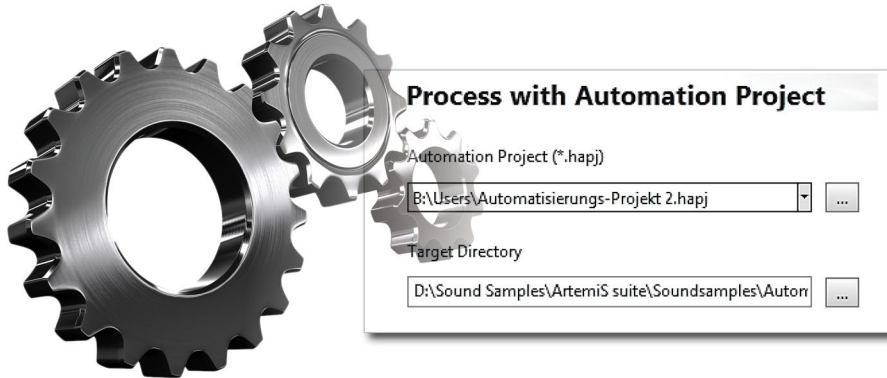 Process with Automation Project
Automation Project (*.hapj)
B:\Users\Automatisierungs-Projekt 2.hapj
...
Target Directory
D:\Sound Samples\ArtemiS suite\Soundsamples\Autom
...